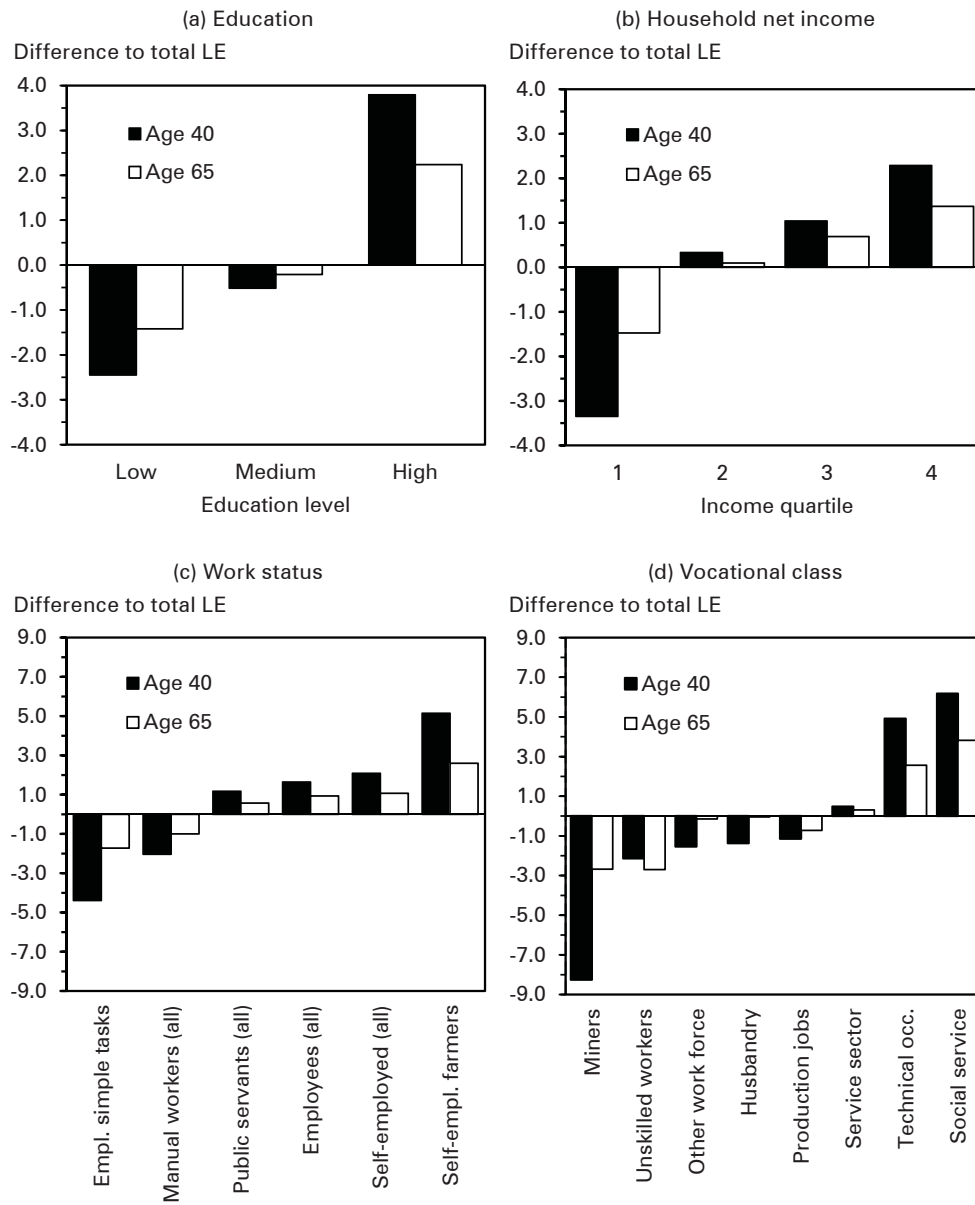 (a) Education
Difference to total LE
4.0
3.0
2.0
1.0
0.0
-1.0
-2.0
-3.0
-4.0
Age 40
Age 65
Low Medium High
Education level
(b) Household net income
Difference to total LE
4.0
3.0
2.0
1.0
0.0
-1.0
-2.0
-3.0
-4.0
Age 40
Age 65
1 2 3 4
Income quartile
(c) Work status
Difference to total LE
9.0
7.0
5.0
3.0
1.0
-1.0
-3.0
-5.0
-7.0
-9.0
Age 40
Age 65
Empl. simple tasks
Manual workers (all)
Public servants (all)
Employees (all)
Self-employed (all)
Self-empl. farmers
(d) Vocational class
Difference to total LE
9.0
7.0
5.0
3.0
1.0
-1.0
-3.0
-5.0
-7.0
-9.0
Age 40
Age 65
Miners
Unskilled workers
Other work force
Husbandry
Production jobs
Service sector
Technical occ.
Social service